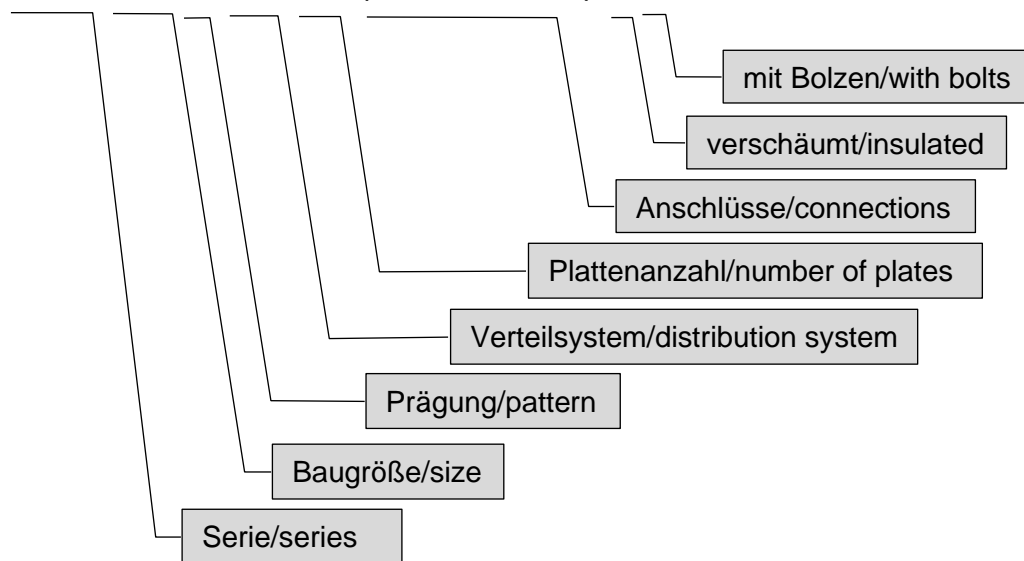 mit Bolzen/with bolts
verschäumt/insulated
Anschlüsse/connections
Plattenanzahl/number of plates
Verteilsystem/distribution system
Prägung/pattern
Baugröße/size
Serie/series